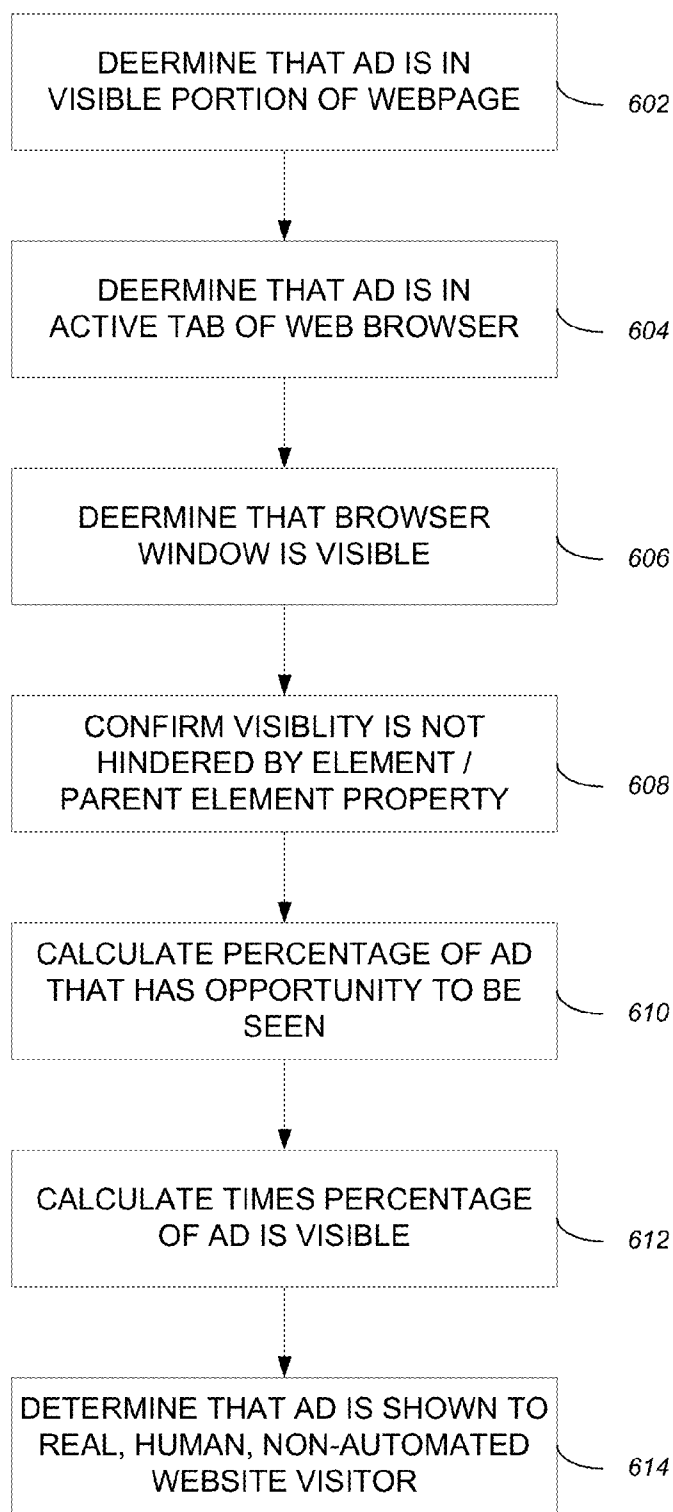 DEERMINE THAT AD IS IN
VISIBLE PORTION OF WEBPAGE
602
DEERMINE THAT AD IS IN
ACTIVE TAB OF WEB BROWSER
604
DEERMINE THAT BROWSER
WINDOW IS VISIBLE
606
CONFIRM VISIBLITY IS NOT
HINDERED BY ELEMENT /
PARENT ELEMENT PROPERTY
608
CALCULATE PERCENTAGE OF AD
THAT HAS OPPORTUNITY TO BE
SEEN
610
CALCULATE TIMES PERCENTAGE
OF AD IS VISIBLE
612
DETERMINE THAT AD IS SHOWN TO
REAL, HUMAN, NON-AUTOMATED
WEBSITE VISITOR
614